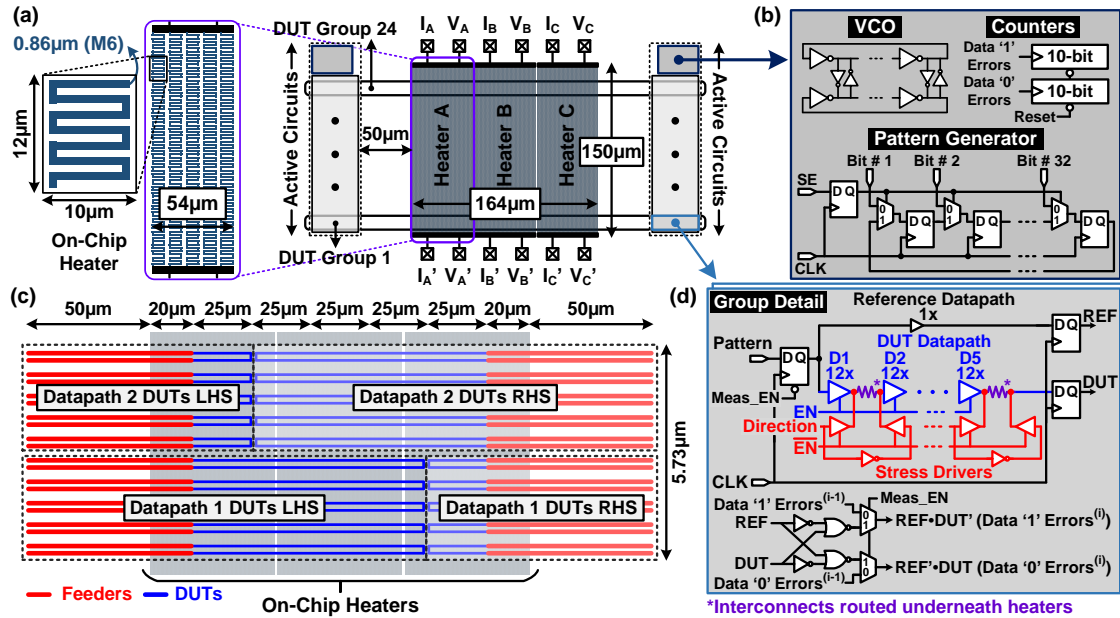 (a)
0.86µm (M6)
12µm
10µm
On-Chip
Heater
54µm
DUT Group 24
I_A V_A I_B V_B I_C V_C
Active Circuits
50µm
Heater A
Heater B
Heater C
150µm
164µm
Active Circuits
DUT Group 1
I_A' V_A' I_B' V_B' I_C' V_C'
(b)
VCO
Counters
Data '1'
Errors
10-bit
Data '0'
Errors
10-bit
Reset
Pattern Generator
Bit # 1 Bit # 2 Bit # 32
SE
D Q
0
1
D Q
0
1
D Q
0
1
D Q
CLK
(c)
50µm 20µm 25µm 25µm 25µm 25µm 25µm 20µm 50µm
Datapath 2 DUTs LHS
Datapath 2 DUTs RHS
Datapath 1 DUTs LHS
Datapath 1 DUTs RHS
5.73µm
Feeders
DUTs
On-Chip Heaters
(d)
Group Detail
Reference Datapath
1x
Pattern
D Q
Meas_EN
DUT Datapath
D1 D2 D5
12x 12x 12x
* *
EN
Direction
EN
Stress Drivers
CLK
D Q
REF
D Q
DUT
Data '1' Errors(i-1)
Meas_EN
REF
0
1
REF•DUT' (Data '1' Errors(i))
DUT
1
0
REF'•DUT (Data '0' Errors(i))
Data '0' Errors(i-1)
*Interconnects routed underneath heaters